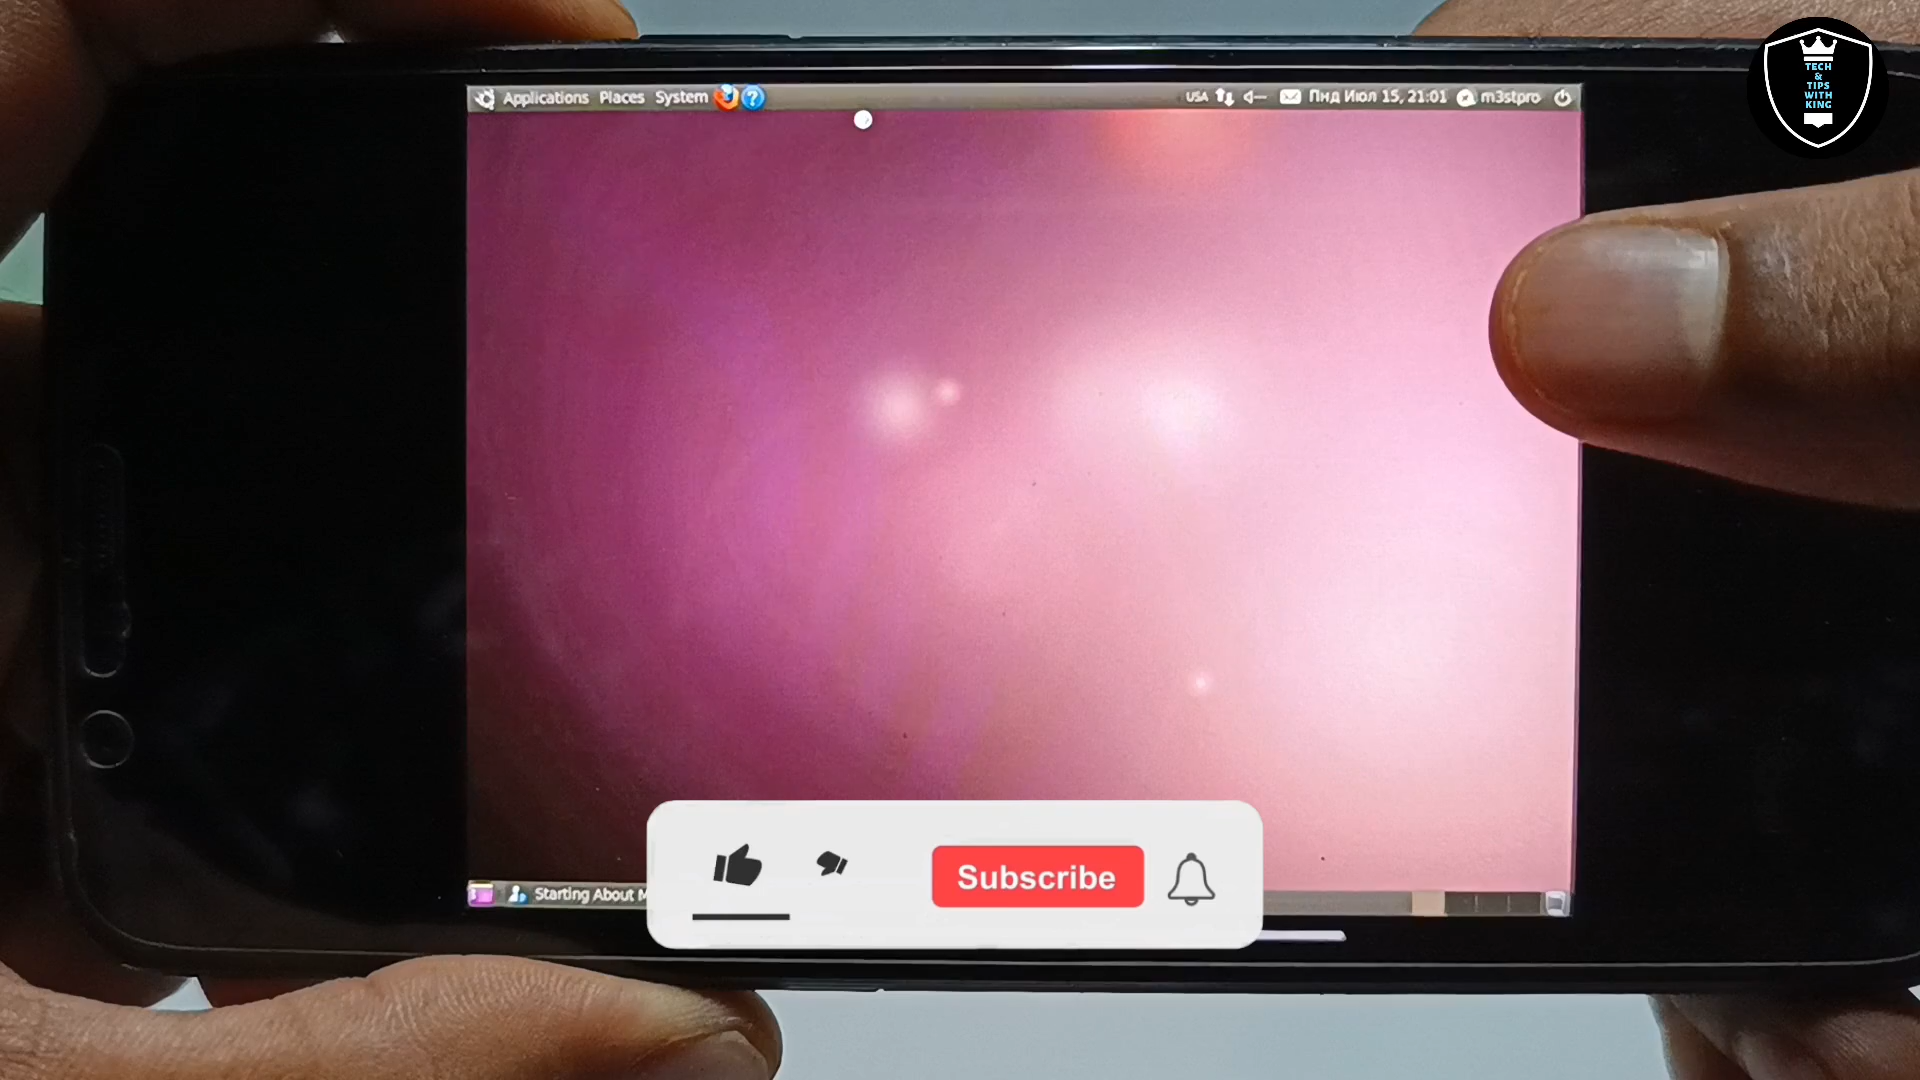 Applications Places System
USA Пнд Июл 15, 21:01 m3stpro
TECH
&
TIPS
WITH
KING
Starting About
Subscribe